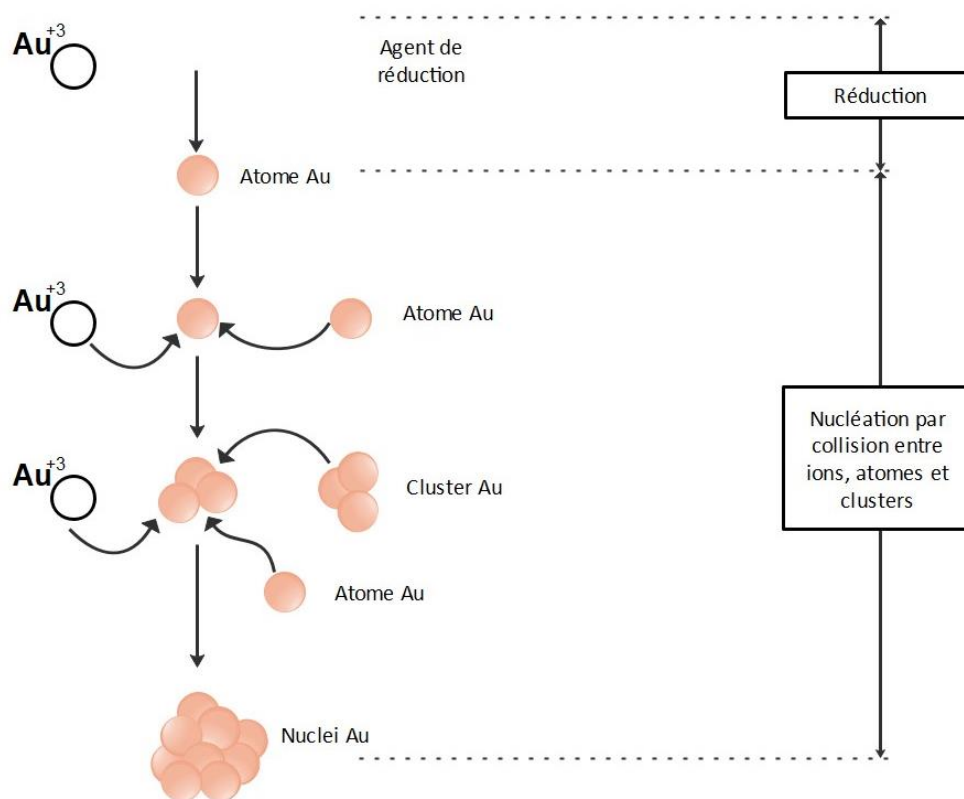 Au+3
Agent de
réduction
Réduction
Atome Au
Au+3
Atome Au
Nucléation par
collision entre
ions, atomes et
clusters
Au+3
Cluster Au
Atome Au
Nuclei Au